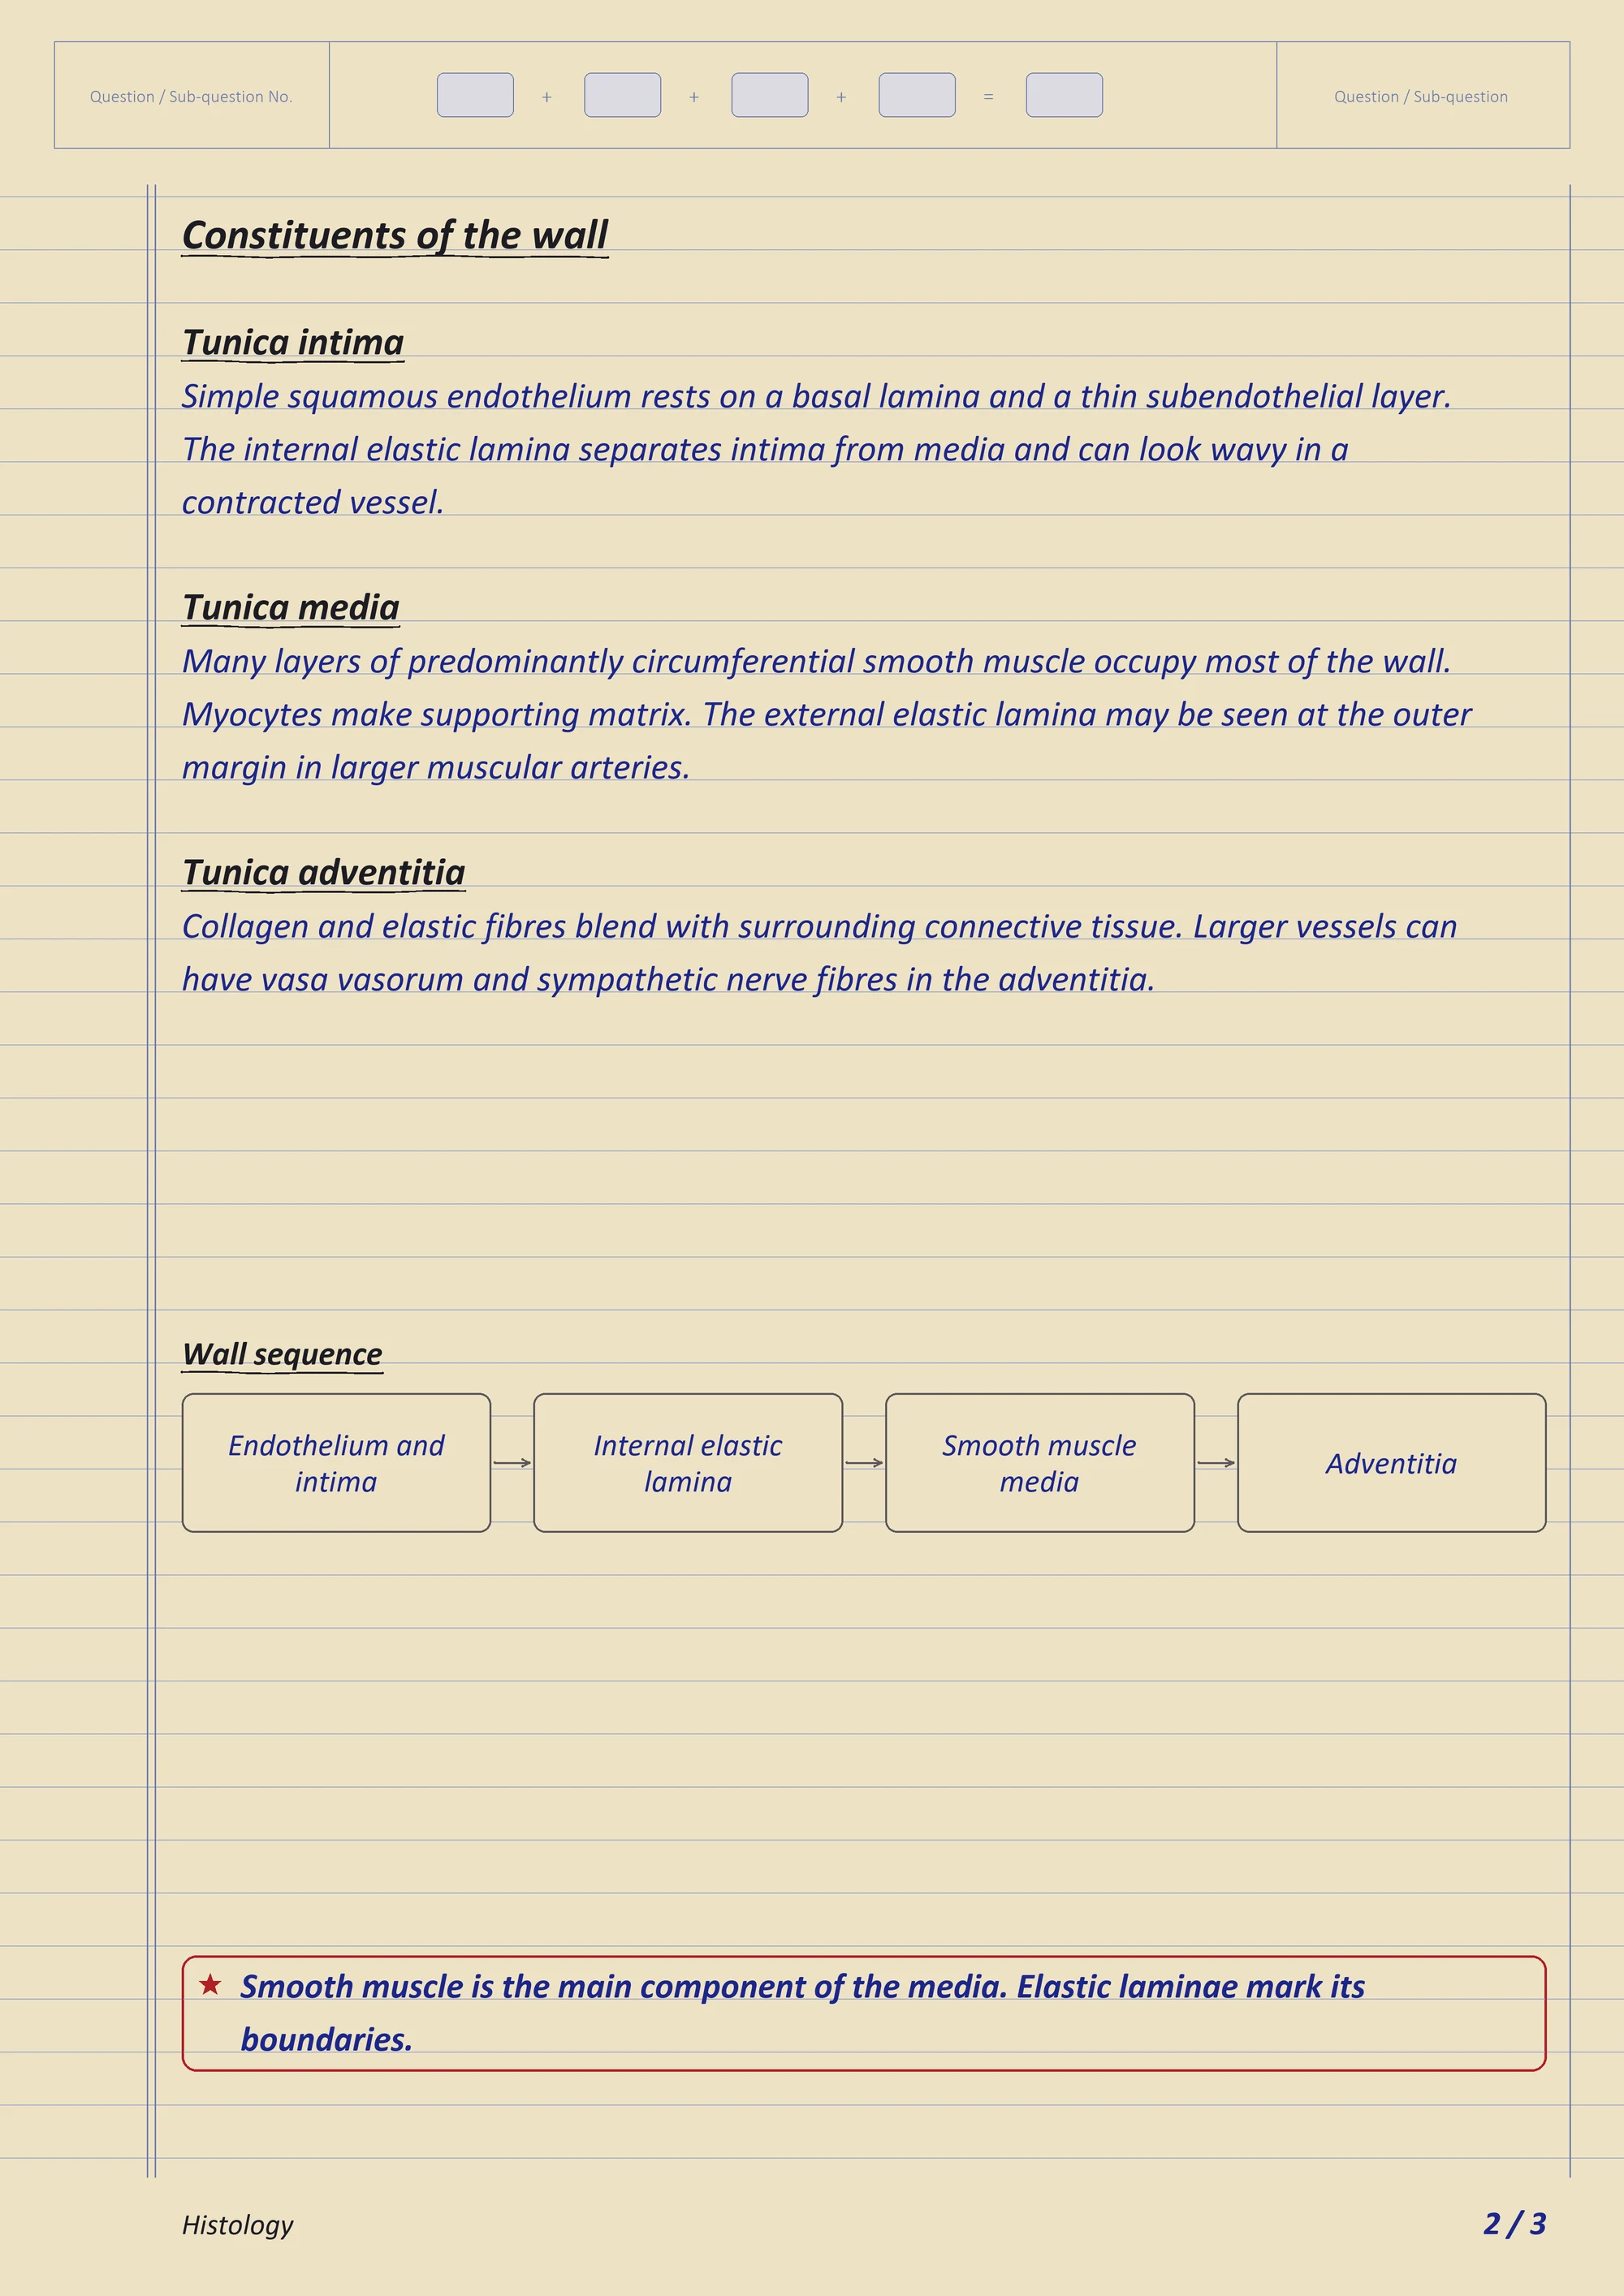 Question / Sub-question No.
+ + + =
Question / Sub-question
Constituents of the wall
Tunica intima
Simple squamous endothelium rests on a basal lamina and a thin subendothelial layer.
The internal elastic lamina separates intima from media and can look wavy in a
contracted vessel.
Tunica media
Many layers of predominantly circumferential smooth muscle occupy most of the wall.
Myocytes make supporting matrix. The external elastic lamina may be seen at the outer
margin in larger muscular arteries.
Tunica adventitia
Collagen and elastic fibres blend with surrounding connective tissue. Larger vessels can
have vasa vasorum and sympathetic nerve fibres in the adventitia.
Wall sequence
Endothelium and
intima
Internal elastic
lamina
Smooth muscle
media
Adventitia
★ Smooth muscle is the main component of the media. Elastic laminae mark its
boundaries.
Histology
2 / 3